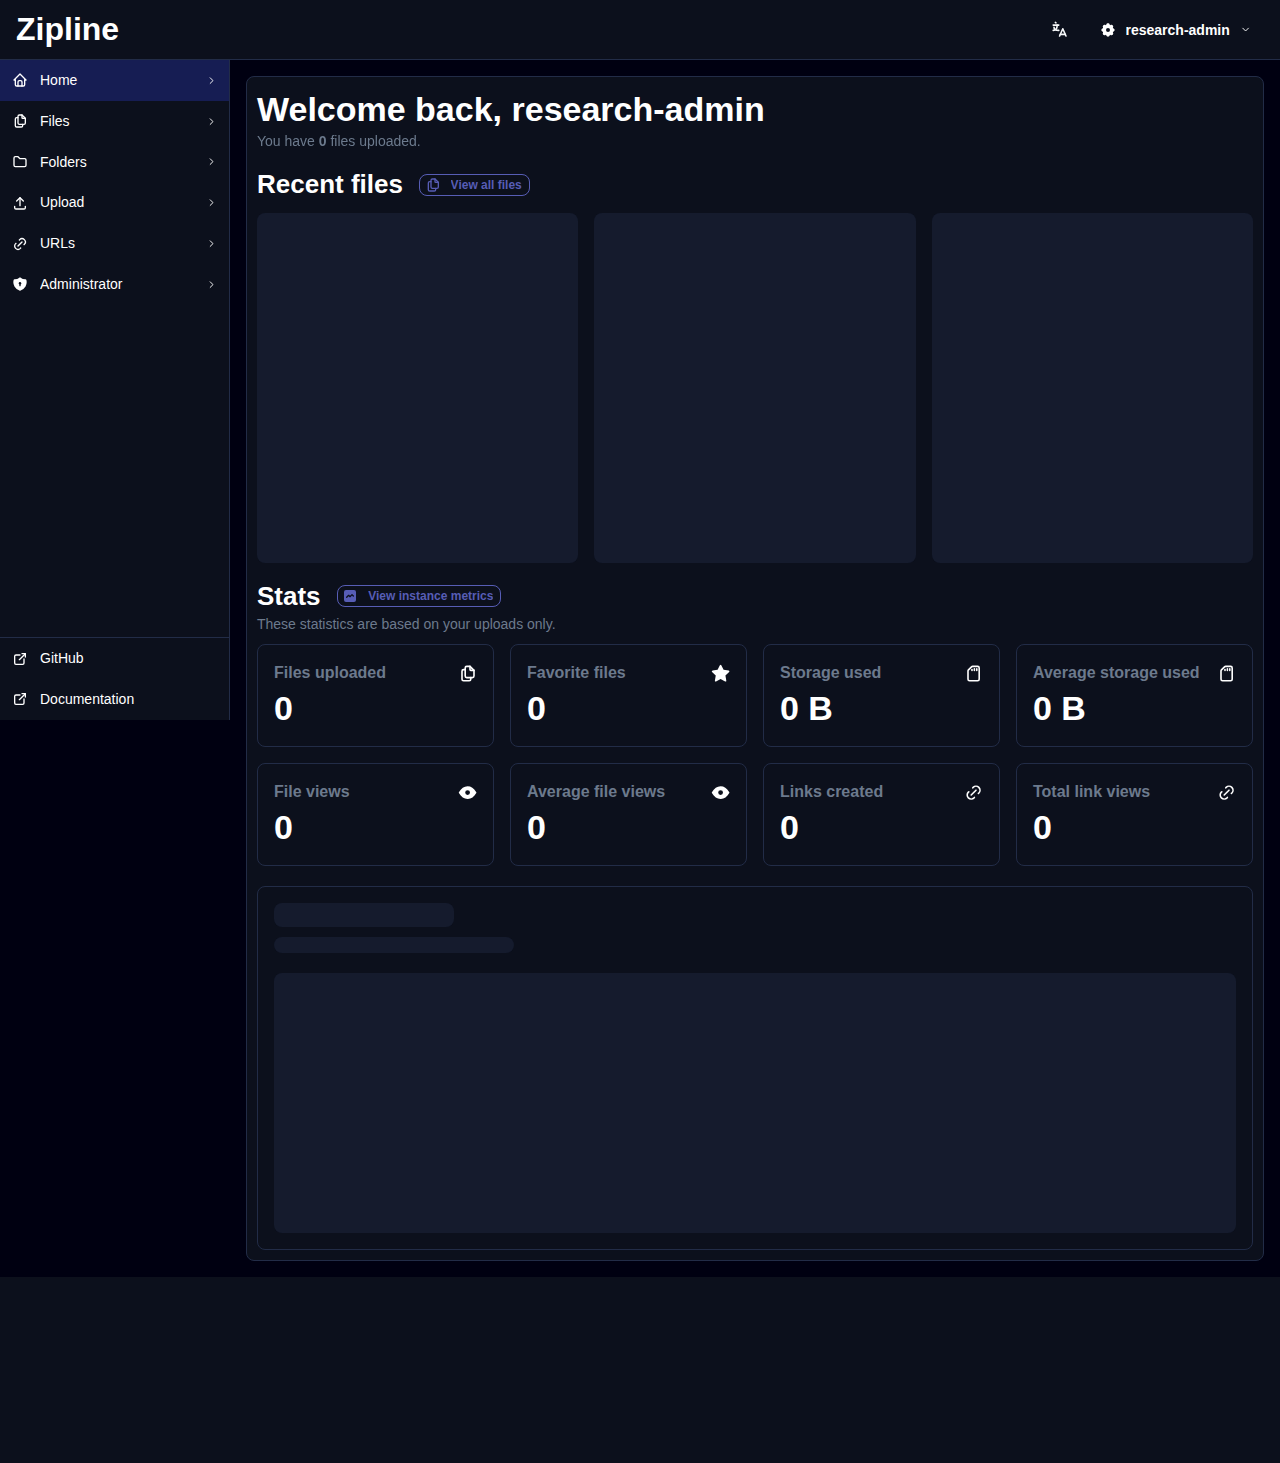 Zipline
research-admin
Home
Files
Folders
Upload
URLs
Administrator
GitHub
Documentation
Welcome back, research-admin
You have 0 files uploaded.
Recent files
View all files
Stats
View instance metrics
These statistics are based on your uploads only.
Files uploaded
0
Favorite files
0
Storage used
0 B
Average storage used
0 B
File views
0
Average file views
0
Links created
0
Total link views
0